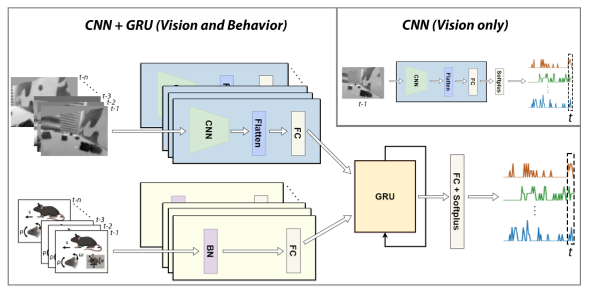 CNN + GRU (Vision and Behavior)
CNN (Vision only)
t-n
t-3
t-2
t-1
CNN
Flatten
FC
t-1
CNN
Flatten
FC
Softplus
t
GRU
FC + Softplus
t-n
t-3
t-2
t-1
s
s
ρ
ρ
ω
BN
FC
t